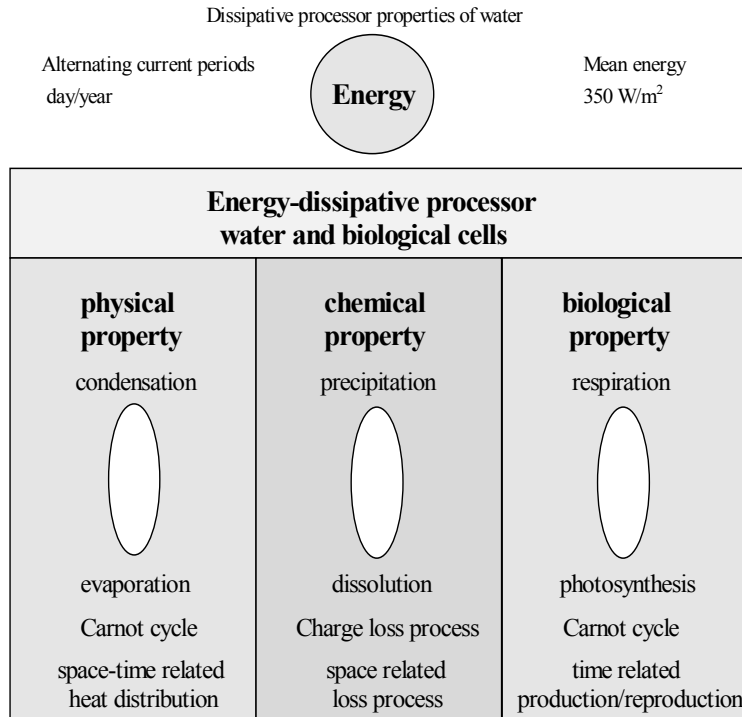 Dissipative processor properties of water
Alternating current periods
day/year
Energy
Mean energy
350 W/m²
Energy-dissipative processor
water and biological cells
physical
property
condensation
evaporation
Carnot cycle
space-time related
heat distribution
chemical
property
precipitation
dissolution
Charge loss process
space related
loss process
biological
property
respiration
photosynthesis
Carnot cycle
time related
production/reproduction